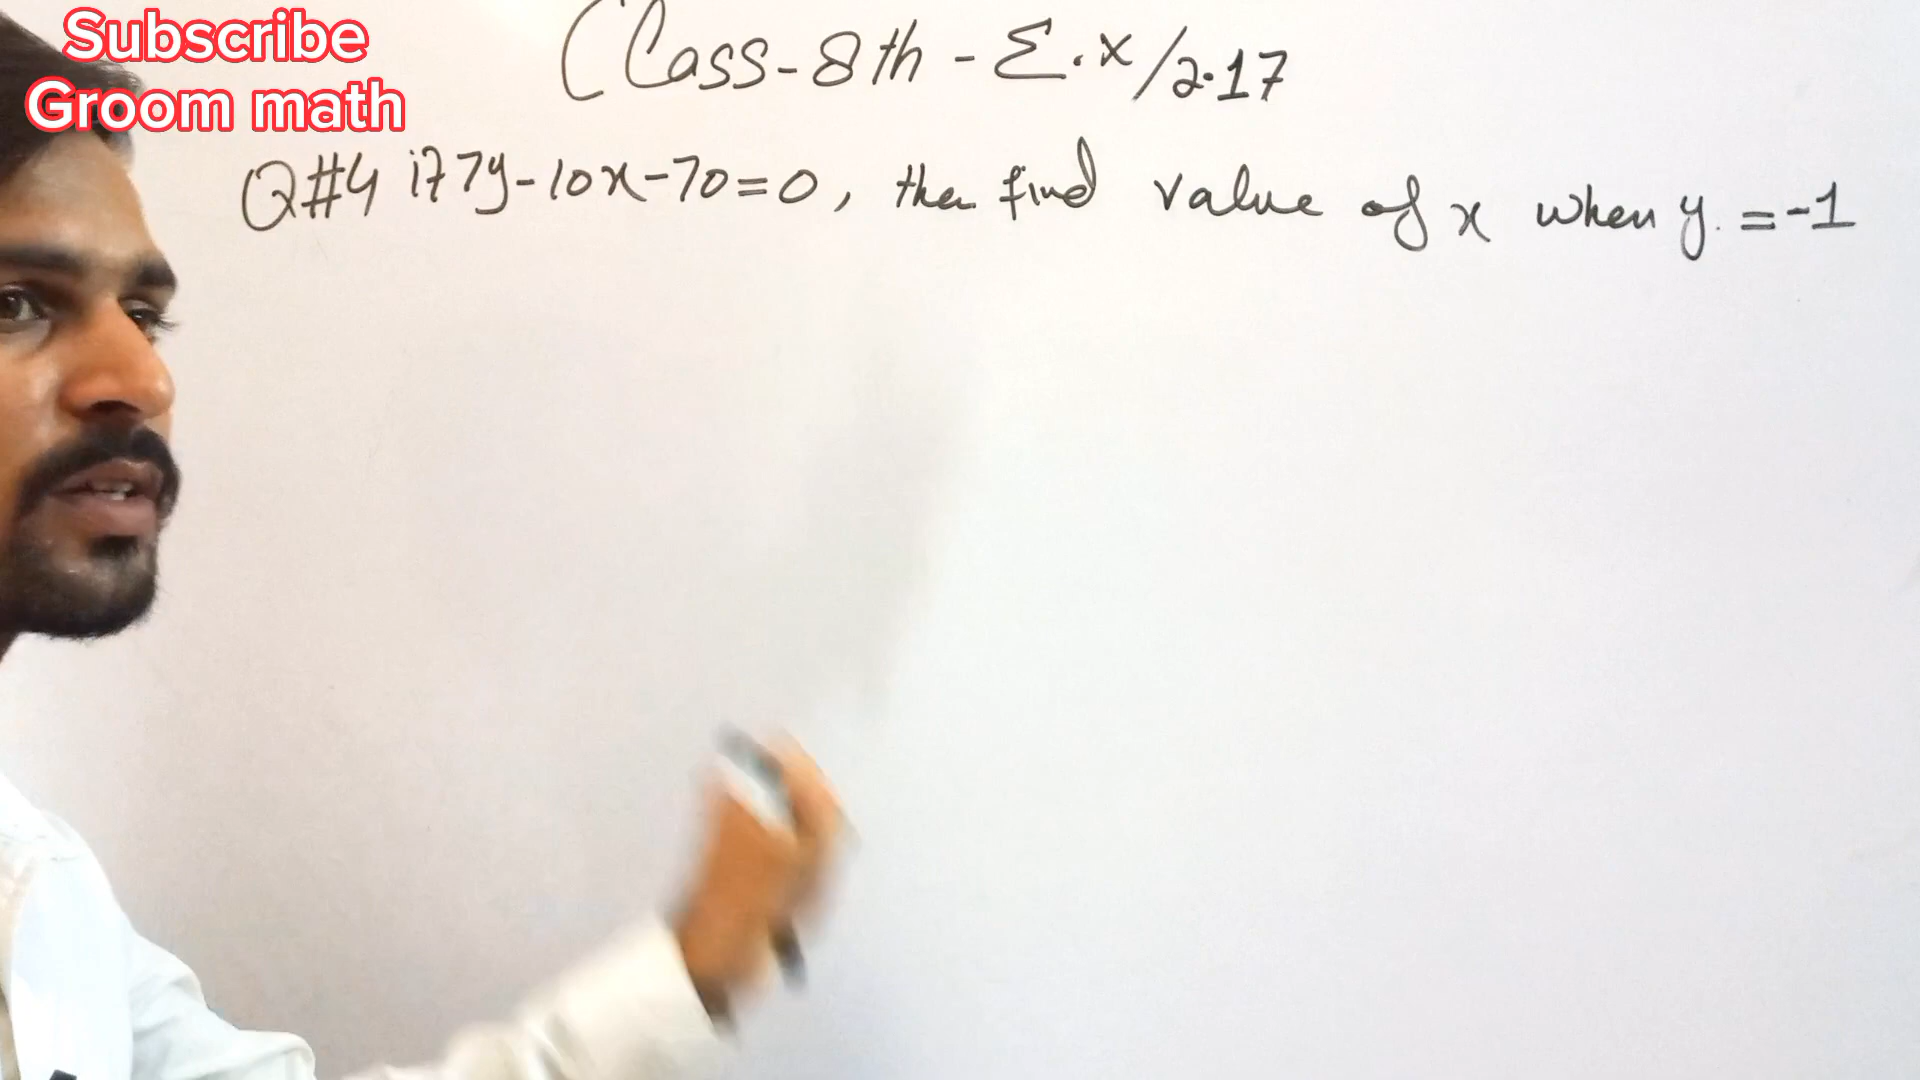 Subscribe
Groom math
Class-8th - Ex/2.17
Q#4 if 7y-10x-70=0, then find value of x when y = -1